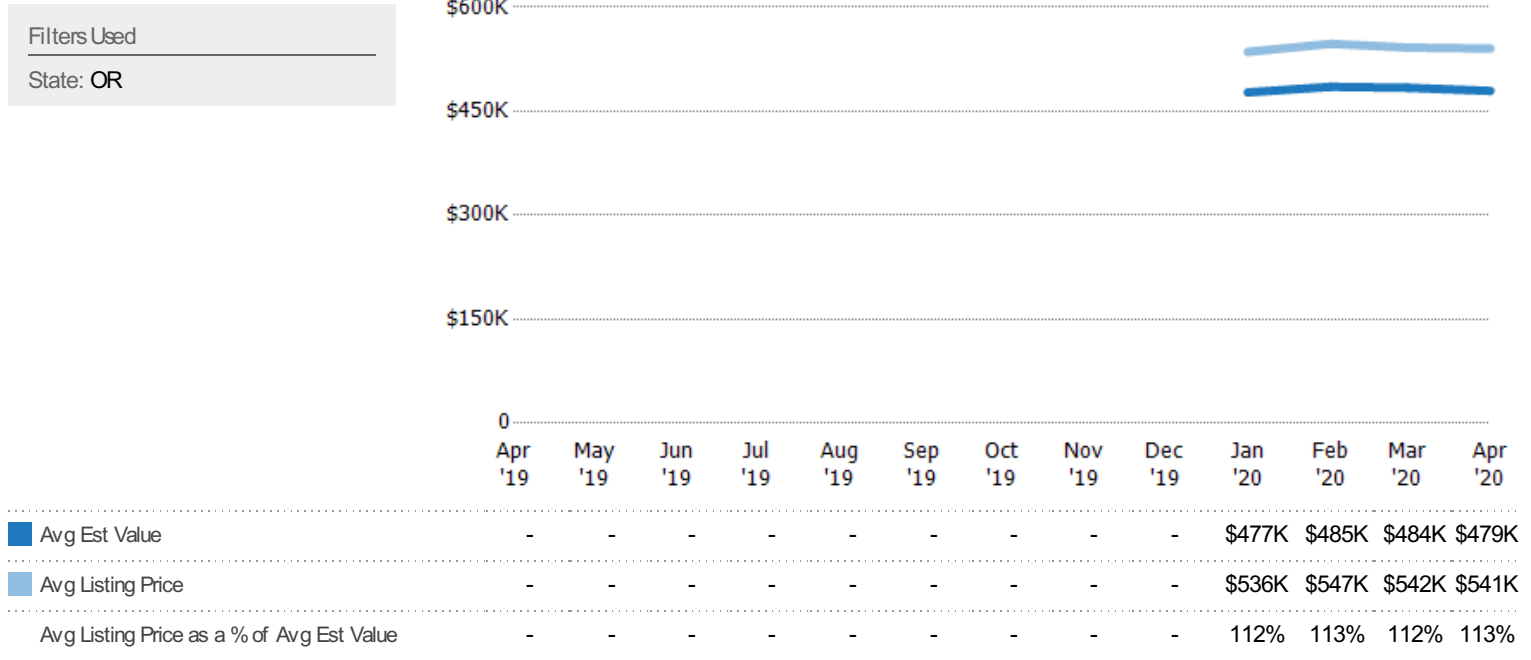 Filters Used
State: OR
$600K
$450K
$300K
$150K
0
Apr May Jun Jul Aug Sep Oct Nov Dec Jan Feb Mar Apr
'19 '19 '19 '19 '19 '19 '19 '19 '19 '20 '20 '20 '20
Avg Est Value - - - - - - - - - $477K $485K $484K $479K
Avg Listing Price - - - - - - - - - $536K $547K $542K $541K
Avg Listing Price as a % of Avg Est Value - - - - - - - - - 112% 113% 112% 113%